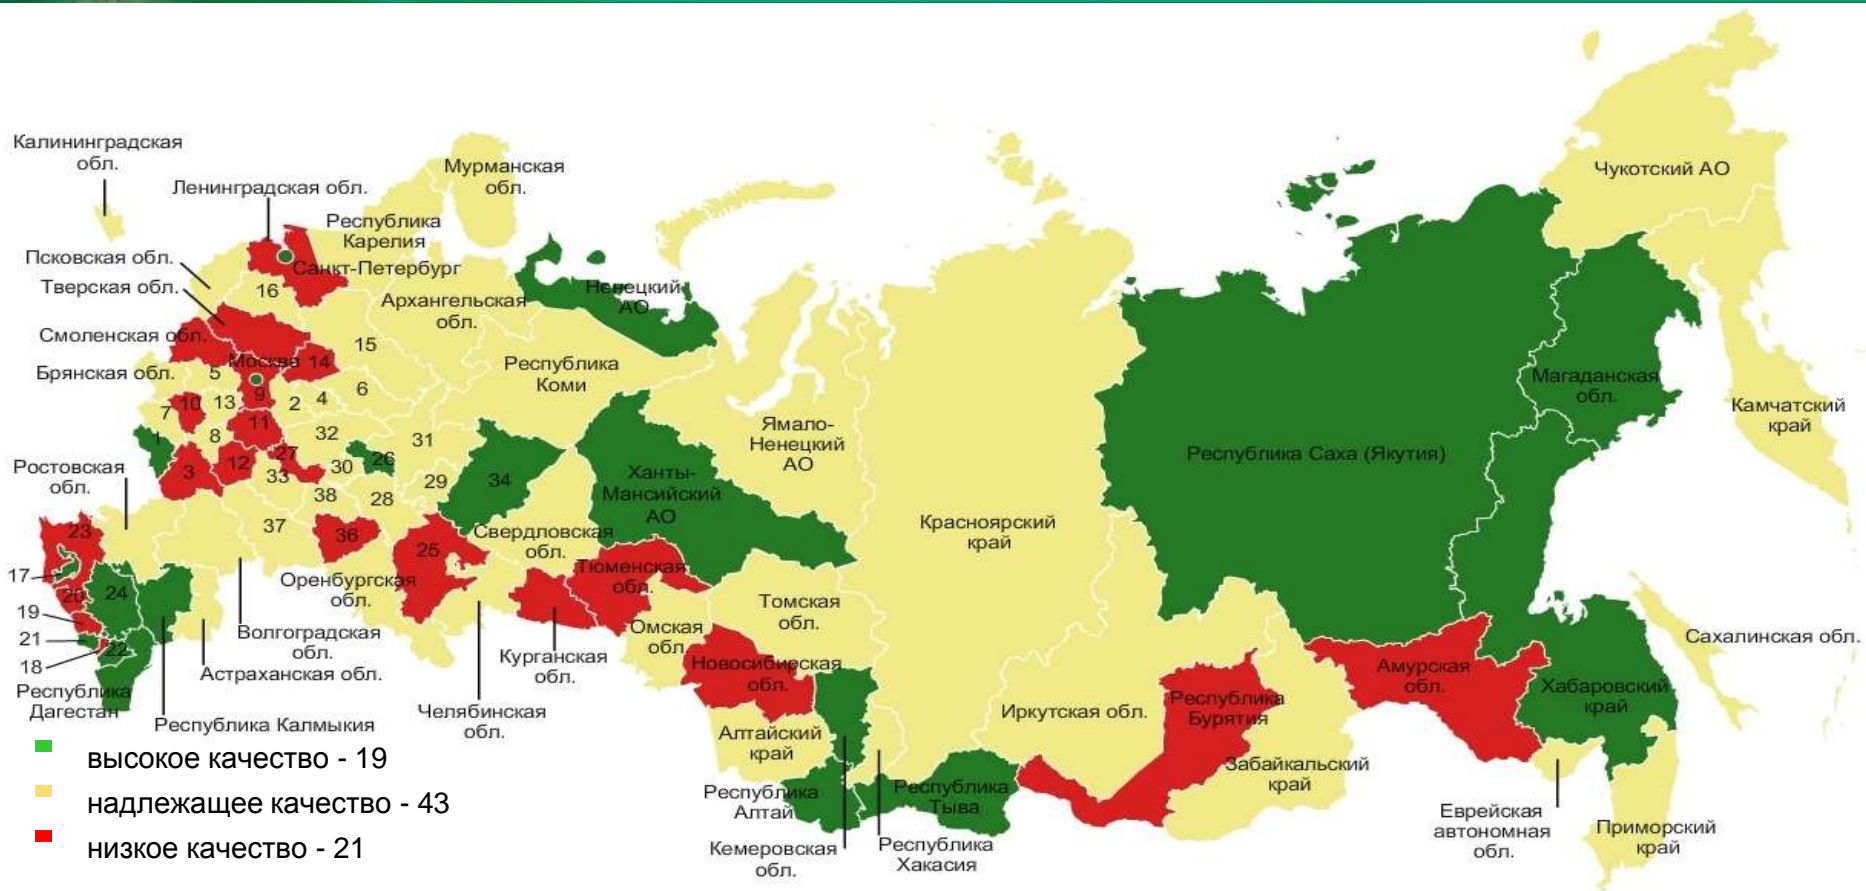 Калининградская
обл.
Ленинградская обл.
Мурманская
обл.
Республика
Карелия
Псковская обл.
Санкт-Петербург
Тверская обл.
16
Архангельская
обл.
Ненецкий
АО
Чукотский АО
Смоленская обл.
15
Москва
14
Республика
Коми
Брянская обл.
5
6
7
10
13
9
2
4
Магаданская
обл.
Камчатский
край
1
8
11
32
31
Ямало-
Ненецкий
АО
Республика Саха (Якутия)
Ростовская
обл.
3
12
27
33
30
26
29
34
Ханты-
Мансийский
АО
38
28
37
36
23
25
Свердловская
обл.
Красноярский
край
17
20
24
Оренбургская
обл.
Тюменская
обл.
Томская
обл.
19
21
18
22
Волгоградская
обл.
Астраханская обл.
Курганская
обл.
Омская
обл.
Новосибирская
обл.
Сахалинская обл.
Амурская
обл.
Хабаровский
край
Республика
Дагестан
Республика Калмыкия
Челябинская
обл.
Алтайский
край
Иркутская обл.
Республика
Бурятия
Забайкальский
край
Республика
Алтай
Республика
Тыва
Кемеровская
обл.
Республика
Хакасия
Еврейская
автономная
обл.
Приморский
край
высокое качество - 19
надлежащее качество - 43
низкое качество - 21